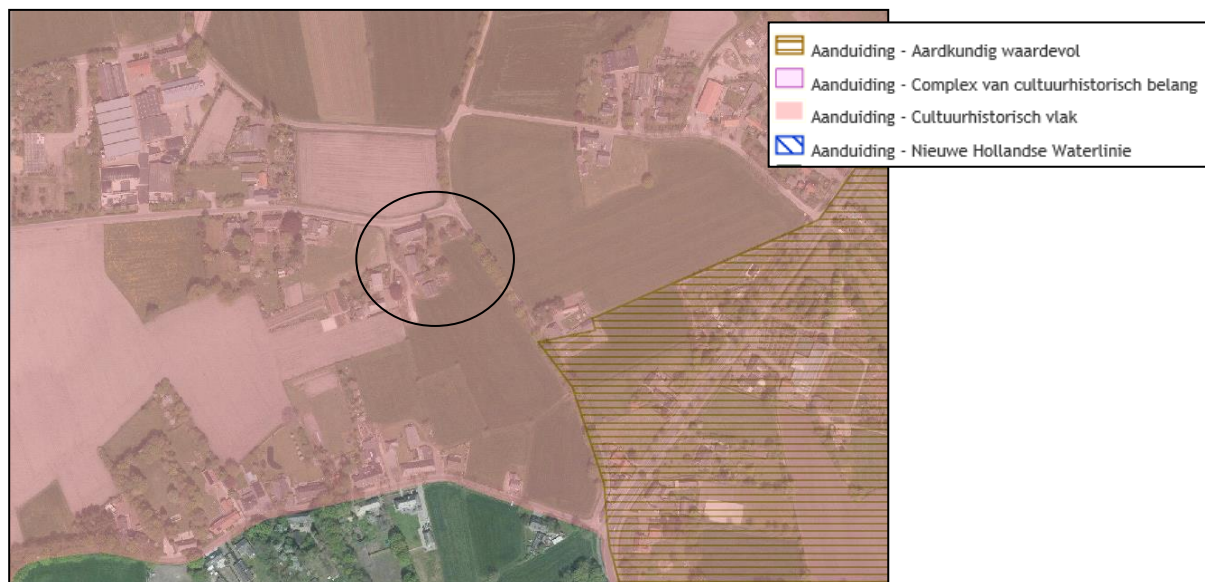 Aanduiding - Aardkundig waardevol
Aanduiding - Complex van cultuurhistorisch belang
Aanduiding - Cultuurhistorisch vlak
Aanduiding - Nieuwe Hollandse Waterlinie